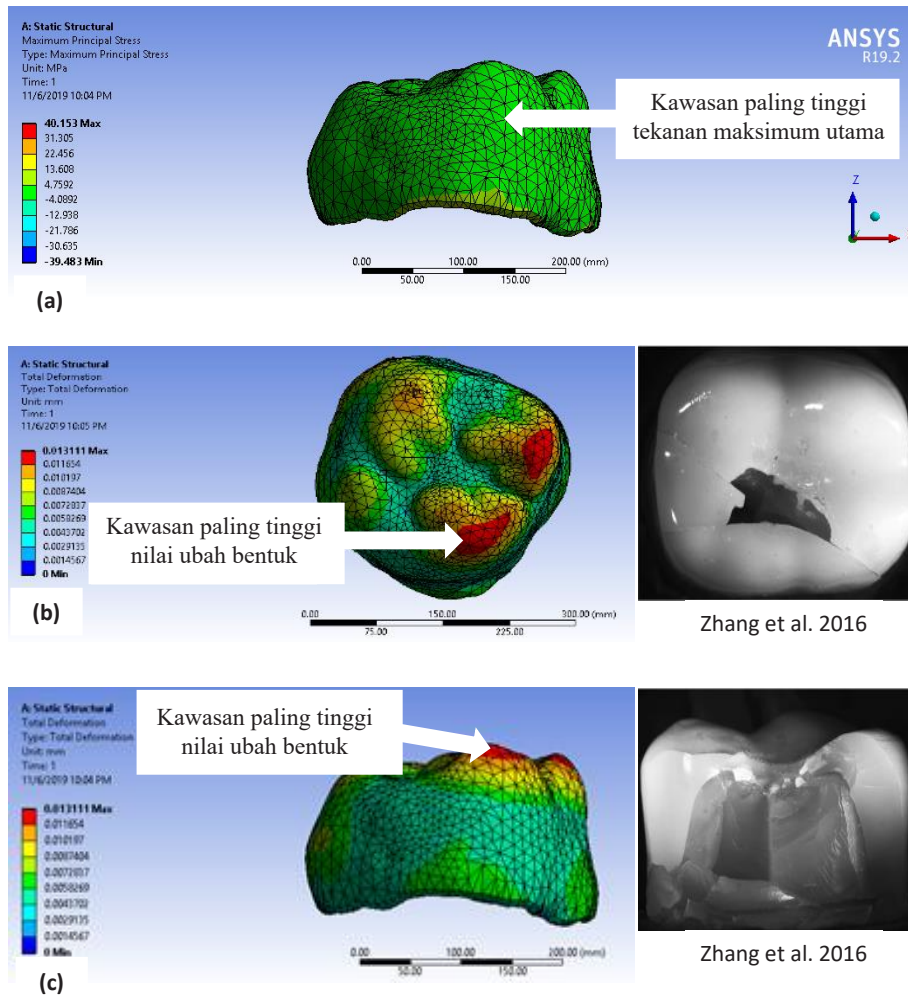 A: Static Structural
Maximum Principal Stress
Type: Maximum Principal Stress
Unit: MPa
Time: 1
11/6/2019 10:04 PM
ANSYS
R19.2
40.153 Max
31.305
22.456
13.608
4.7592
-4.0892
-12.938
-21.786
-30.635
-39.483 Min
Kawasan paling tinggi
tekanan maksimum utama
Z
0.00 100.00 200.00 (mm)
50.00 150.00
(a)
A: Static Structural
Total Deformation
Type: Total Deformation
Unit: mm
Time: 1
11/6/2019 10:05 PM
0.013111 Max
0.011654
0.010197
0.0087404
0.0072837
0.0058269
0.0043702
0.0029135
0.0014567
0 Min
Kawasan paling tinggi
nilai ubah bentuk
0.00 150.00 300.00 (mm)
75.00 225.00
(b)
Zhang et al. 2016
A: Static Structural
Total Deformation
Type: Total Deformation
Unit: mm
Time: 1
11/6/2019 10:04 PM
0.013111 Max
0.011654
0.010197
0.0087404
0.0072837
0.0058269
0.0043702
0.0029135
0.0014567
0 Min
Kawasan paling tinggi
nilai ubah bentuk
0.00 100.00 200.00 (mm)
50.00 150.00
(c)
Zhang et al. 2016